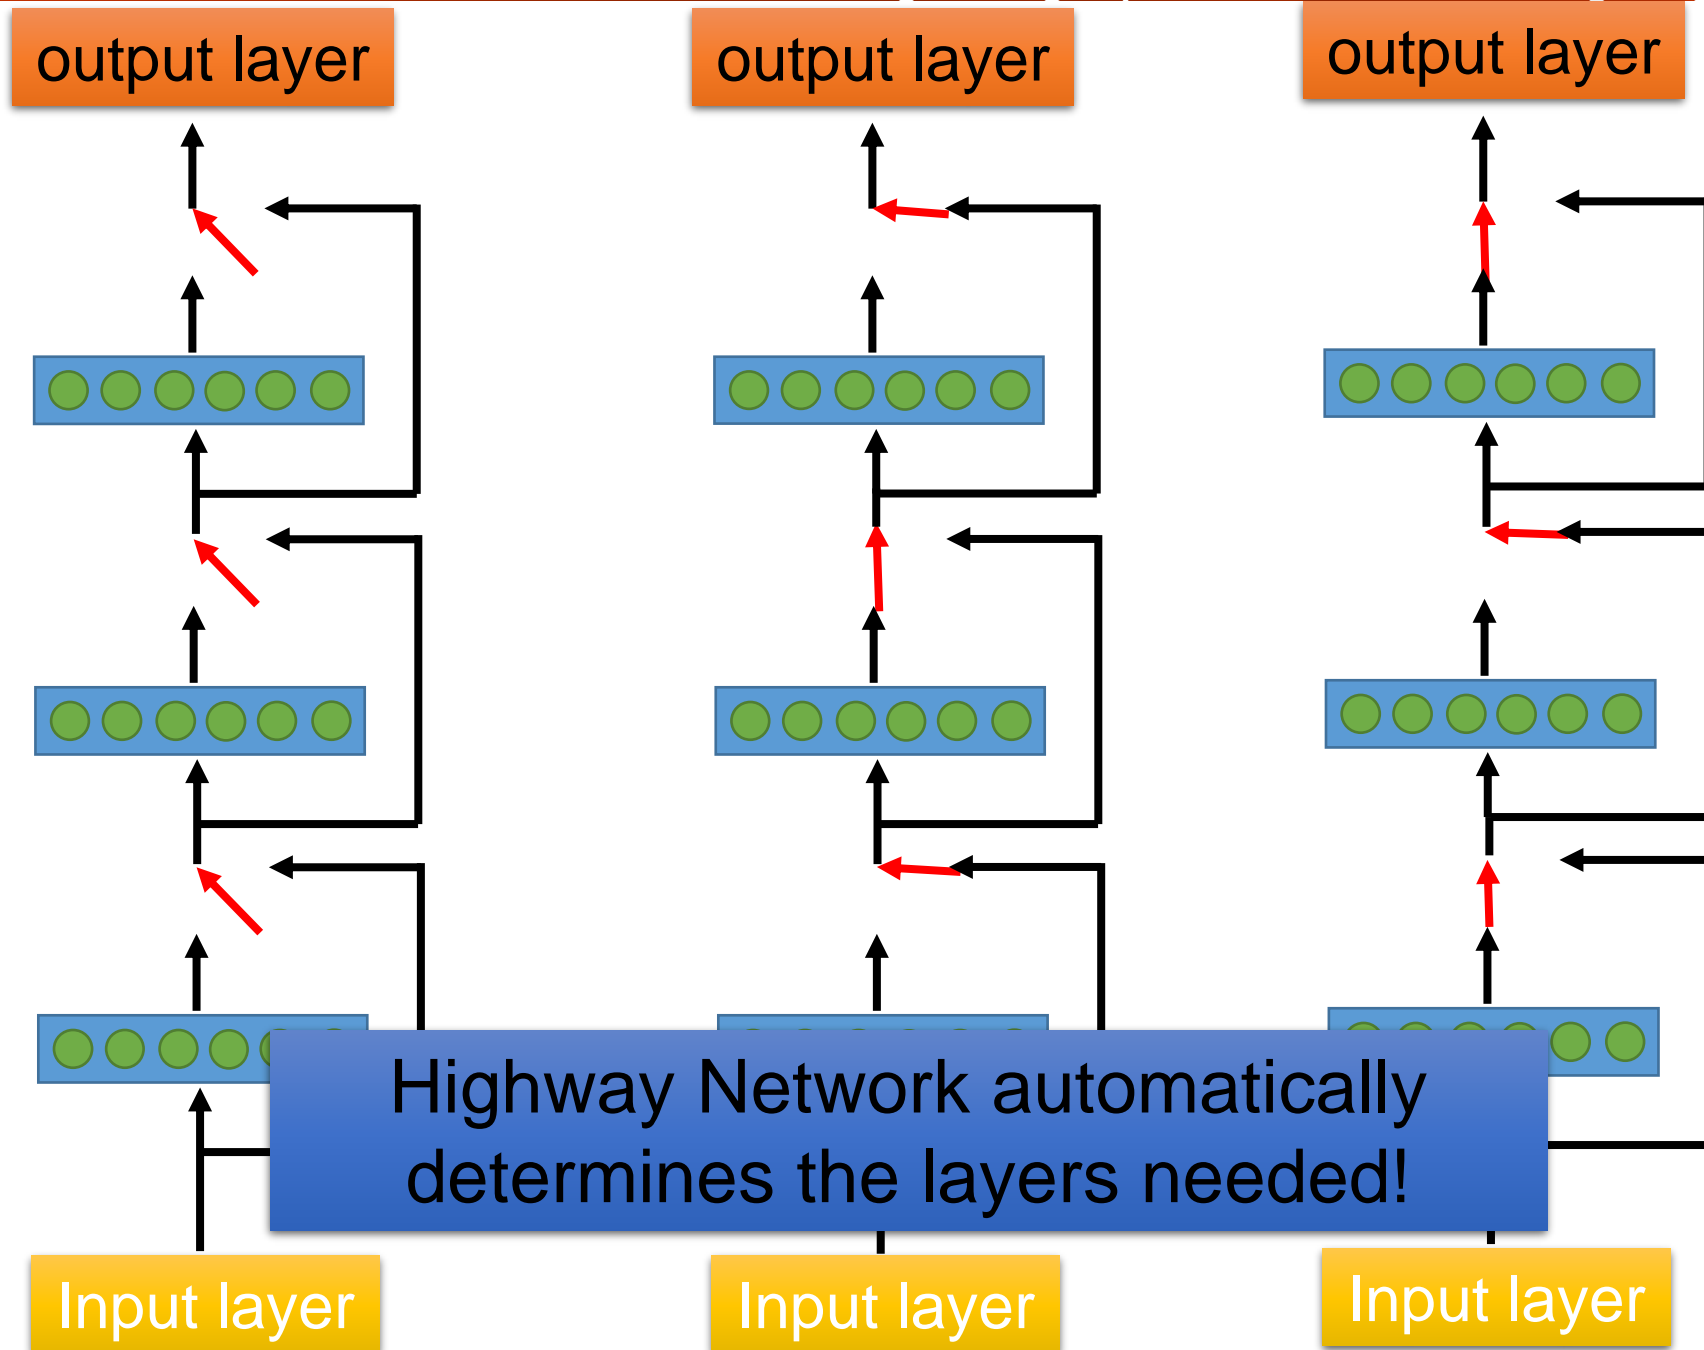 output layer
output layer
output layer
Highway Network automatically
determines the layers needed!
Input layer
Input layer
Input layer